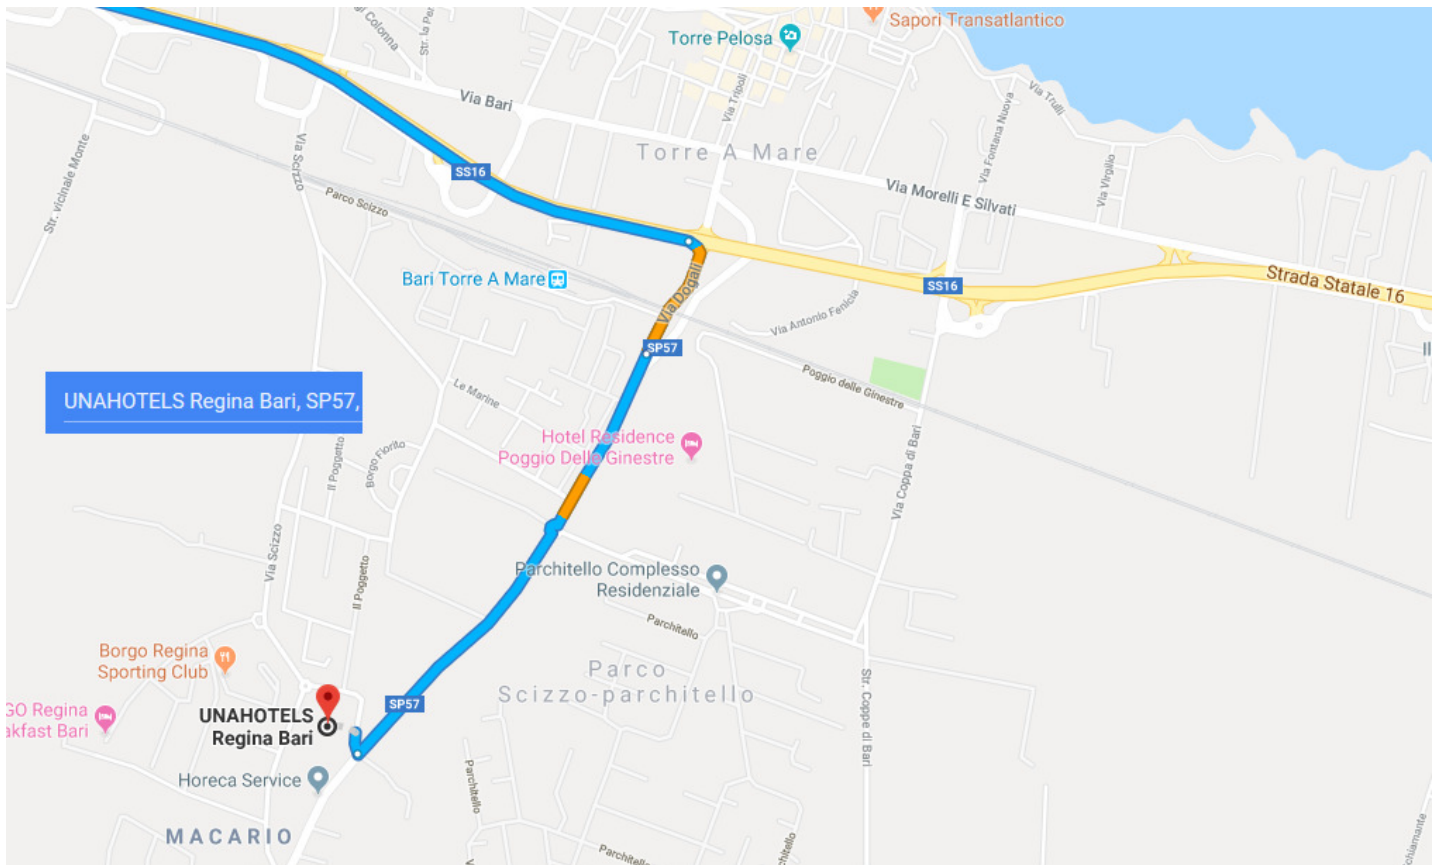 Sapori Transatlantico
Torre Pelosa
gi Colonna
Via Bari
Via Tripoli
Via Trulli
Via Fontana Nuova
Torre A Mare
Via Virgilio
Str. vicinale Monte
Via Scizzo
SS16
Via Morelli E Silvati
Parco Scizzo
Bari Torre A Mare
Via Dogali
SS16
Strada Statale 16
Via Antonio Fenicia
SP57
Poggio delle Ginestre
UNAHOTELS Regina Bari, SP57,
Le Marine
Hotel Residence
Poggio Delle Ginestre
Il Poggetto
Borgo Fiorito
Via Coppa di Bari
Via Scizzo
Il Poggetto
Parchitello Complesso
Residenziale
Parchitello
Borgo Regina
Sporting Club
Parco
Scizzo-parchitello
SP57
Str. Coppe di Bari
GO Regina
akfast Bari
UNAHOTELS
Regina Bari
Horeca Service
Parchitello
MACARIO
Parchitello